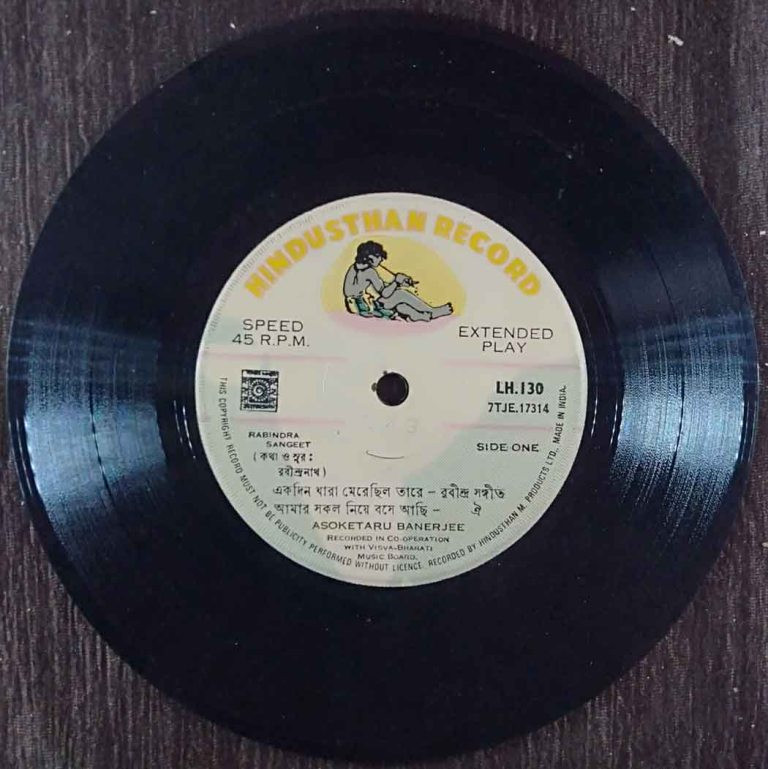 HINDUSTHAN RECORD
SPEED
45 R.P.M.
EXTENDED
PLAY
LH.130
7TJE.17314
RABINDRA
SANGEET
SIDE ONE
( কথা ও সুর :
রবীন্দ্রনাথ )
একদিন যারা মেরেছিল তারে – রবীন্দ্র সঙ্গীত
আমার সকল নিয়ে বসে আছি – ঐ
ASOKETARU BANERJEE
RECORDED IN CO-OPERATION
WITH VISVA-BHARATI
MUSIC BOARD.
THIS COPYRIGHT RECORD MUST NOT BE PUBLICITY PERFORMED WITHOUT LICENCE. RECORDED BY HINDUSTHAN M. PRODUCTS LTD., MADE IN INDIA.